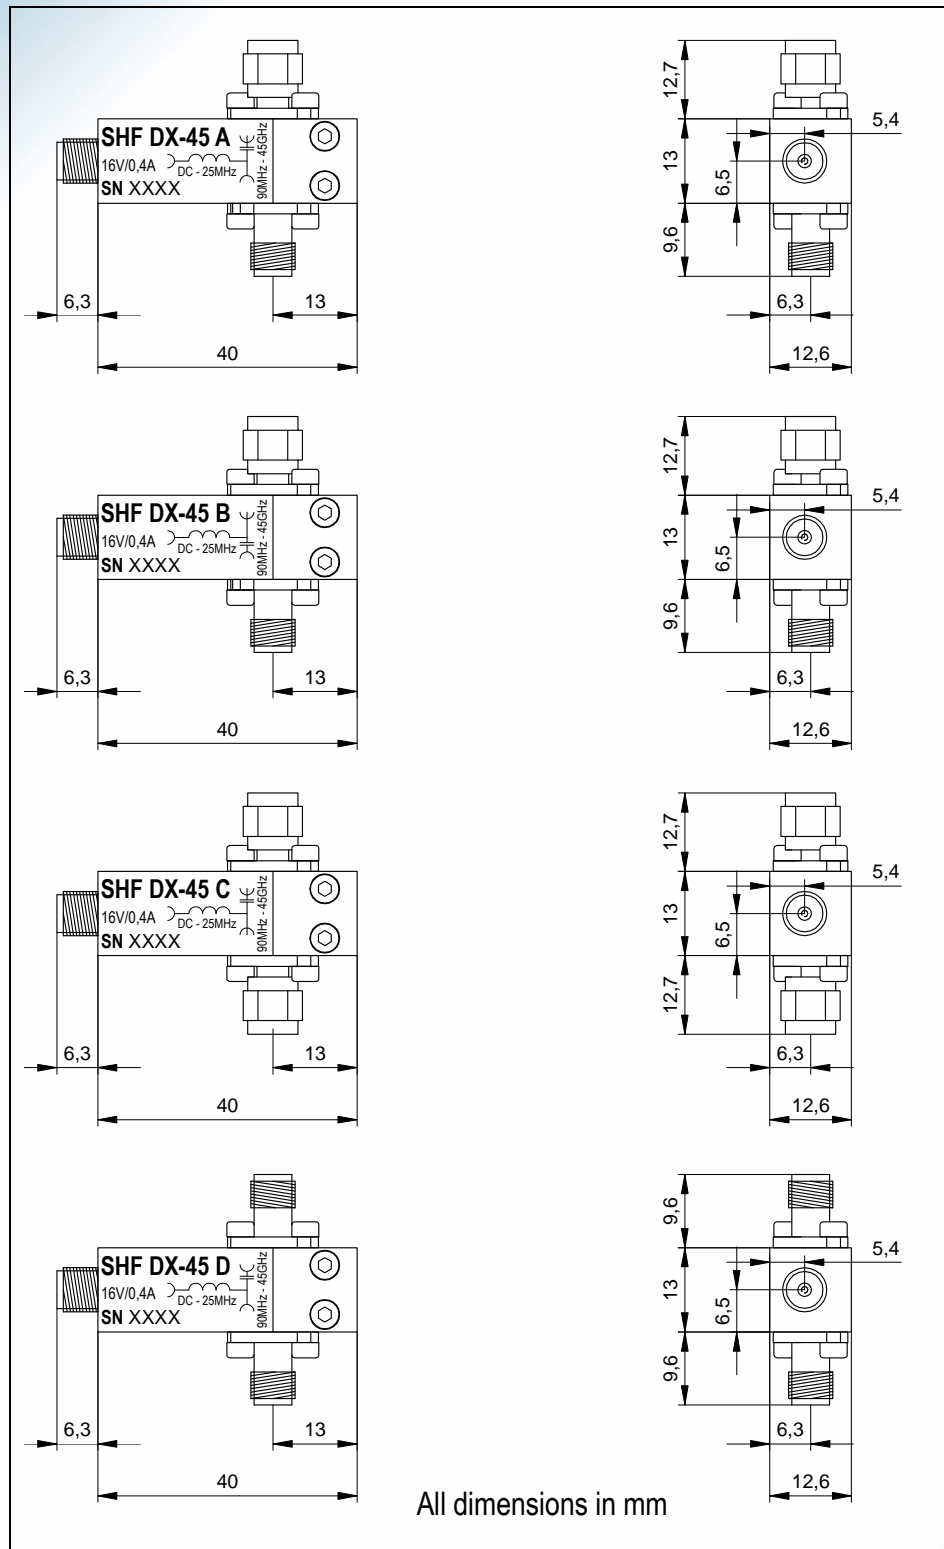 12,7
SHF DX-45 A
16V/0,4A
DC - 25MHz
90MHz - 45GHz
SN XXXX
13
5,4
6,5
9,6
6,3
13
6,3
40
12,6
12,7
SHF DX-45 B
16V/0,4A
DC - 25MHz
90MHz - 45GHz
SN XXXX
13
5,4
6,5
9,6
6,3
13
6,3
40
12,6
12,7
SHF DX-45 C
16V/0,4A
DC - 25MHz
90MHz - 45GHz
SN XXXX
13
5,4
6,5
12,7
6,3
13
6,3
40
12,6
9,6
SHF DX-45 D
16V/0,4A
DC - 25MHz
90MHz - 45GHz
SN XXXX
13
5,4
6,5
9,6
6,3
13
6,3
40
12,6
All dimensions in mm